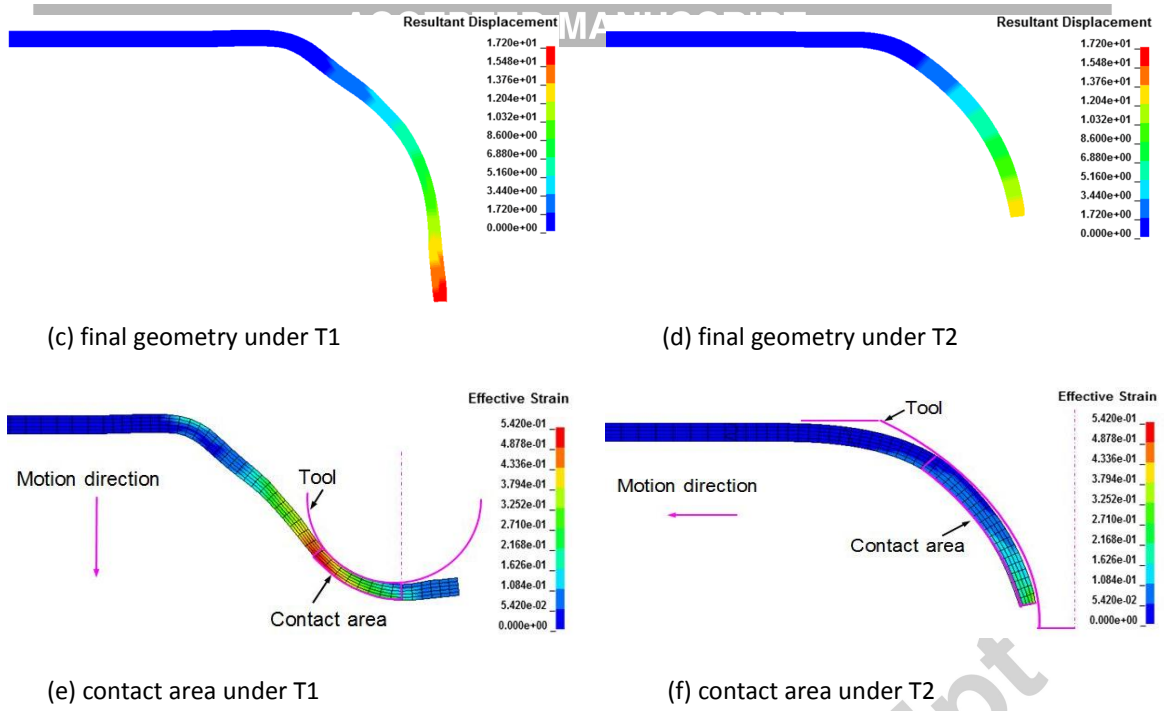 ACCEPTED MANUSCRIPT
Resultant Displacement
1.720e+01
1.548e+01
1.376e+01
1.204e+01
1.032e+01
8.600e+00
6.880e+00
5.160e+00
3.440e+00
1.720e+00
0.000e+00
Resultant Displacement
1.720e+01
1.548e+01
1.376e+01
1.204e+01
1.032e+01
8.600e+00
6.880e+00
5.160e+00
3.440e+00
1.720e+00
0.000e+00
(c) final geometry under T1
(d) final geometry under T2
Effective Strain
5.420e-01
4.878e-01
4.336e-01
3.794e-01
3.252e-01
2.710e-01
2.168e-01
1.626e-01
1.084e-01
5.420e-02
0.000e+00
Motion direction
Tool
Contact area
Effective Strain
5.420e-01
4.878e-01
4.336e-01
3.794e-01
3.252e-01
2.710e-01
2.168e-01
1.626e-01
1.084e-01
5.420e-02
0.000e+00
Tool
Motion direction
Contact area
(e) contact area under T1
(f) contact area under T2